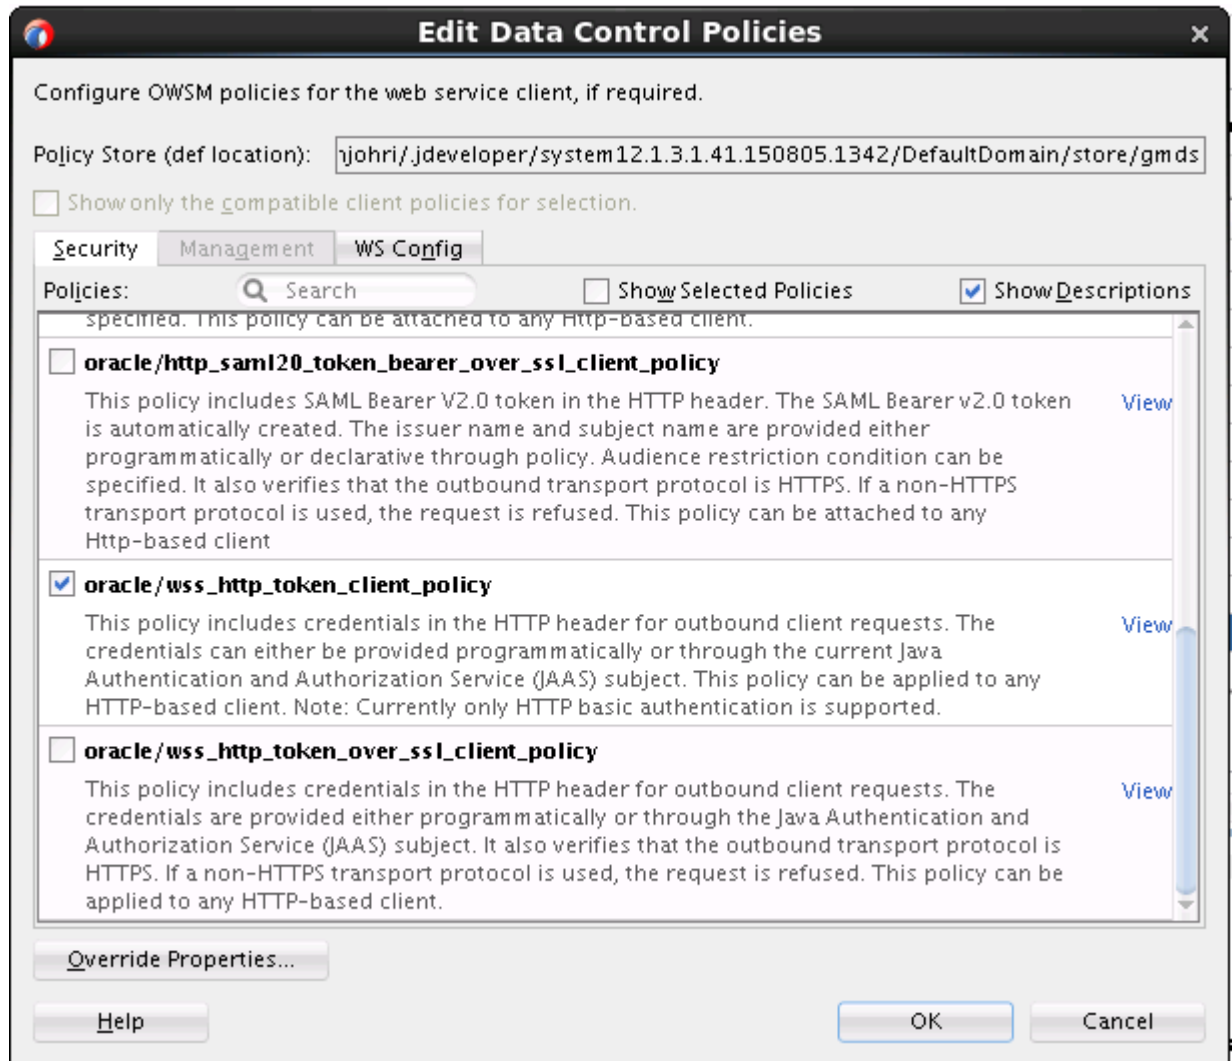 Edit Data Control Policies
Configure OWSM policies for the web service client, if required.
Policy Store (def location): njohri/.jdeveloper/system12.1.3.1.41.150805.1342/DefaultDomain/store/gmds
Show only the compatible client policies for selection.
Security Management WS Config
Policies: Search Show Selected Policies Show Descriptions
specified. This policy can be attached to any Http-based client.
oracle/http_saml20_token_bearer_over_ssl_client_policy
This policy includes SAML Bearer V2.0 token in the HTTP header. The SAML Bearer v2.0 token View
is automatically created. The issuer name and subject name are provided either
programmatically or declarative through policy. Audience restriction condition can be
specified. It also verifies that the outbound transport protocol is HTTPS. If a non-HTTPS
transport protocol is used, the request is refused. This policy can be attached to any
Http-based client
oracle/wss_http_token_client_policy
This policy includes credentials in the HTTP header for outbound client requests. The View
credentials can either be provided programmatically or through the current Java
Authentication and Authorization Service (JAAS) subject. This policy can be applied to any
HTTP-based client. Note: Currently only HTTP basic authentication is supported.
oracle/wss_http_token_over_ssl_client_policy
This policy includes credentials in the HTTP header for outbound client requests. The View
credentials are provided either programmatically or through the Java Authentication and
Authorization Service (JAAS) subject. It also verifies that the outbound transport protocol is
HTTPS. If a non-HTTPS transport protocol is used, the request is refused. This policy can be
applied to any HTTP-based client.
Override Properties...
Help OK Cancel